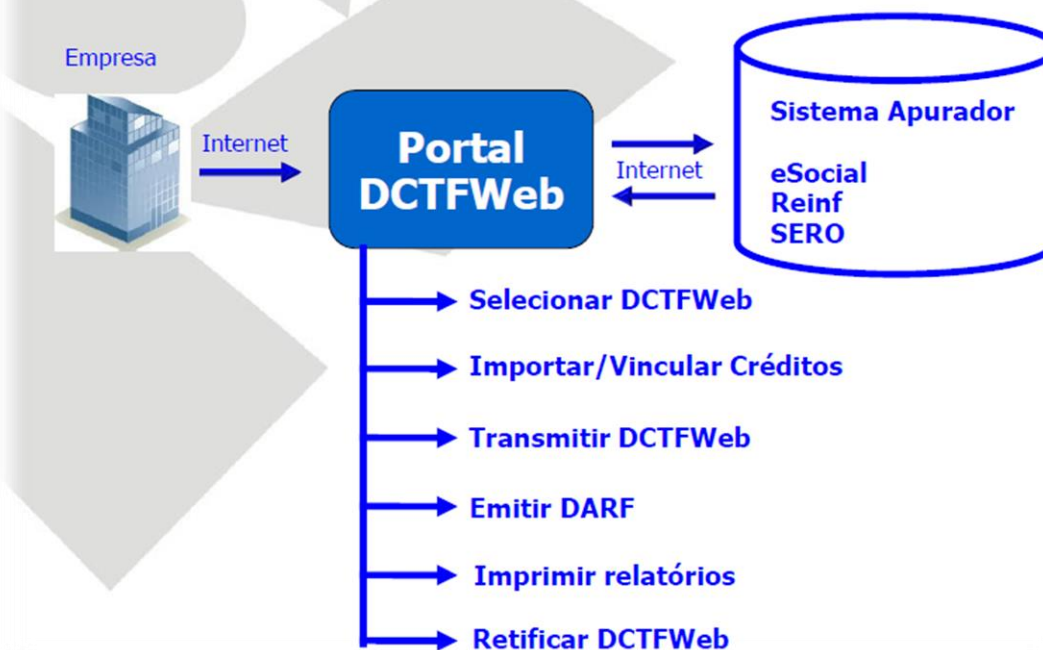 Empresa
Internet
Portal
DCTFWeb
Internet
Sistema Apurador
eSocial
Reinf
SERO
Selecionar DCTFWeb
Importar/Vincular Créditos
Transmitir DCTFWeb
Emitir DARF
Imprimir relatórios
Retificar DCTFWeb